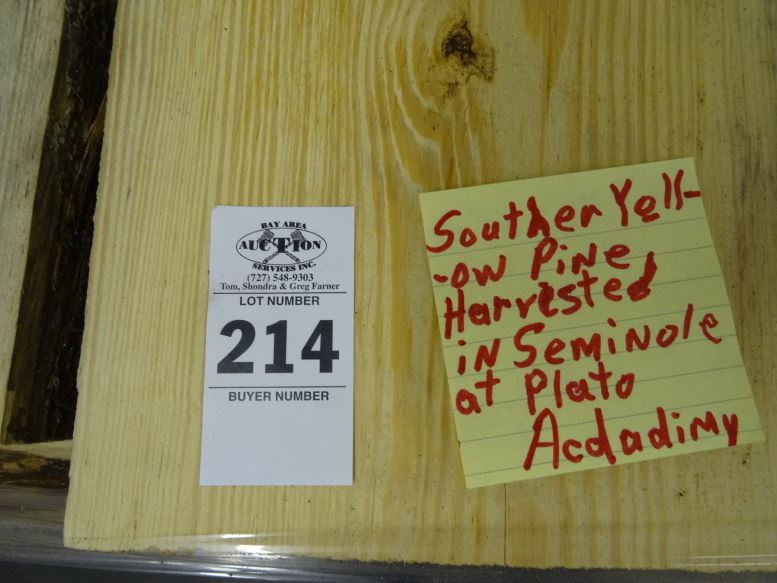 BAY AREA
AUCTION
SERVICES INC.
(727) 548-9303
Tom, Shondra & Greg Farner
LOT NUMBER
214
BUYER NUMBER
Souther Yell-
-ow Pine
Harvested
in Seminole
at Plato
Acdadimy